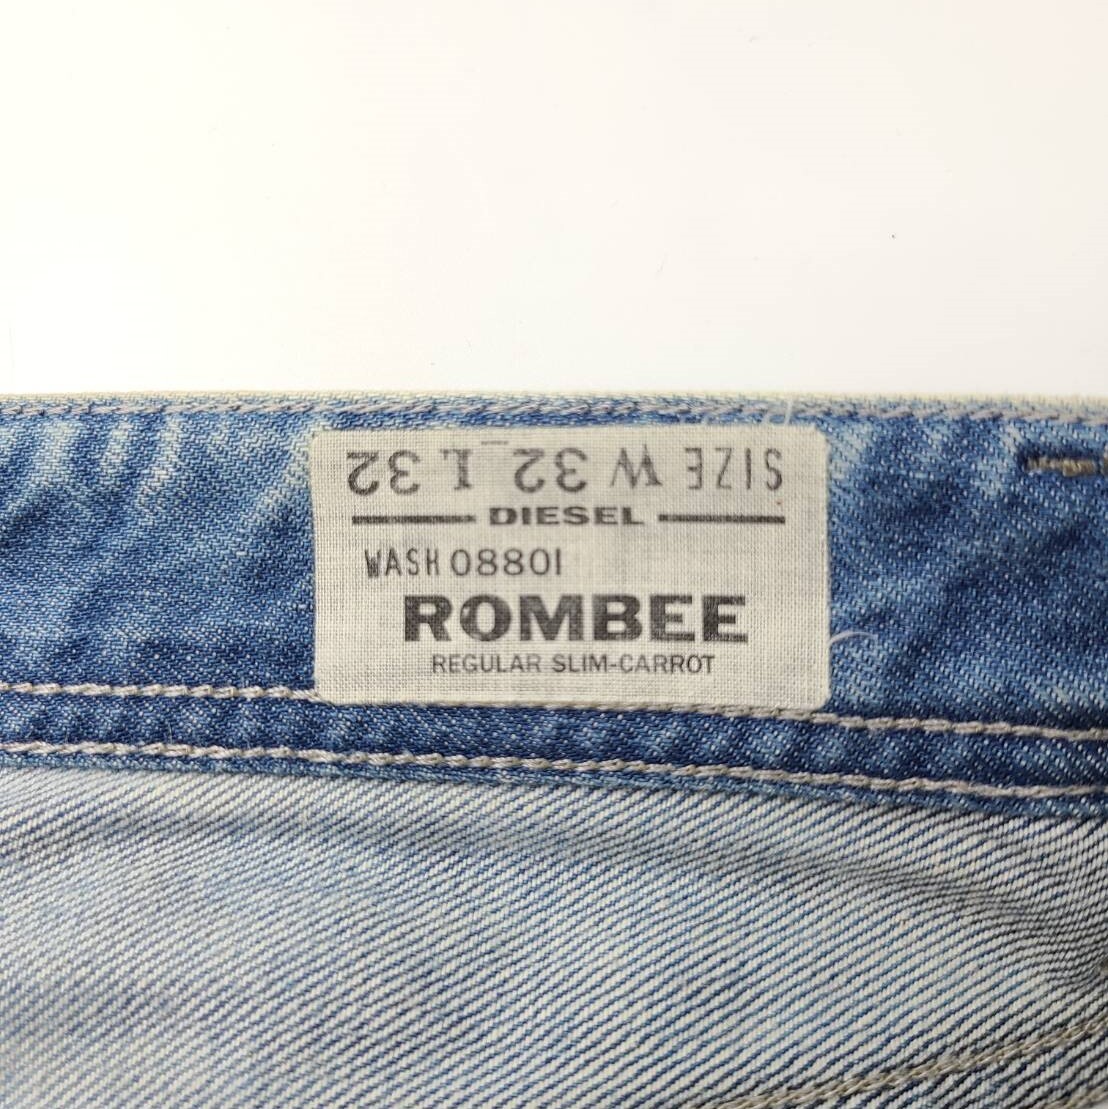 SIZE W 32 L 32
DIESEL
WASH 08801
ROMBEE
REGULAR SLIM-CARROT